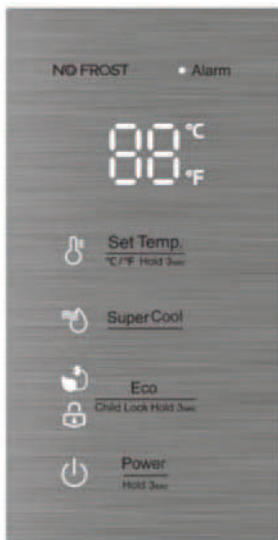 NO FROST
Alarm
88 °C
°F
Set Temp.
°C/°F Hold 3sec
SuperCool
Eco
Child Lock Hold 3sec
Power
Hold 3sec